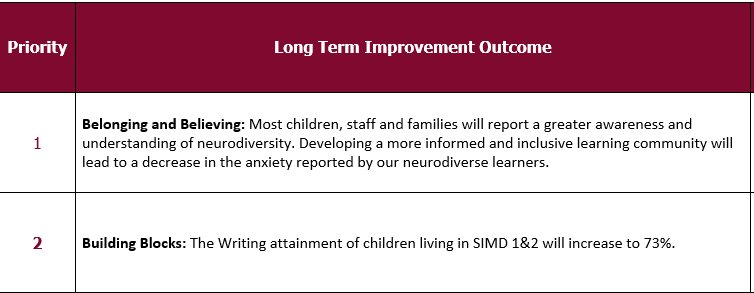 Priority
Long Term Improvement Outcome
1
Belonging and Believing: Most children, staff and families will report a greater awareness and
understanding of neurodiversity. Developing a more informed and inclusive learning community will
lead to a decrease in the anxiety reported by our neurodiverse learners.
2
Building Blocks: The Writing attainment of children living in SIMD 1&2 will increase to 73%.